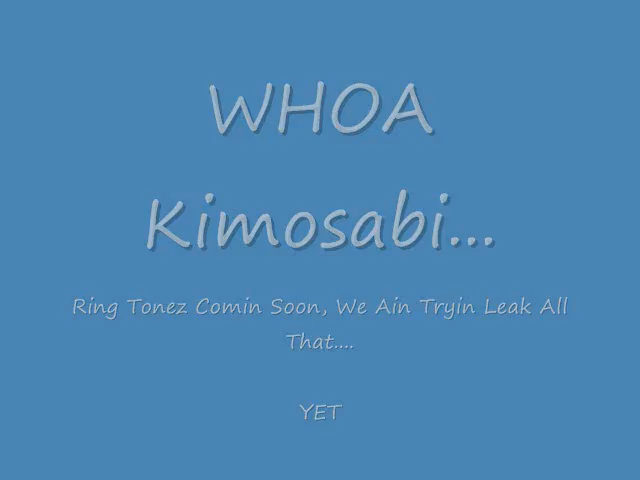 WHOA
Kimosabi...
Ring Tonez Comin Soon, We Ain Tryin Leak All
That....
YET